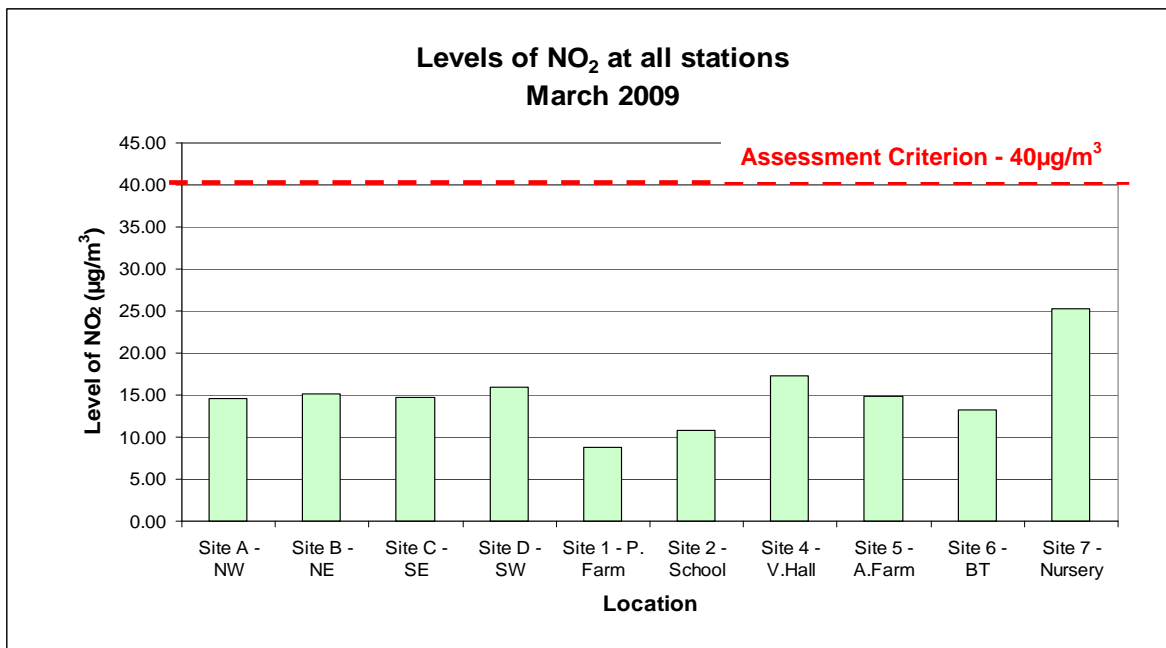 Levels of NO₂ at all stations
March 2009
Assessment Criterion - 40µg/m³
Level of NO₂ (µg/m³)
45.00
40.00
35.00
30.00
25.00
20.00
15.00
10.00
5.00
0.00
Site A -
NW
Site B -
NE
Site C -
SE
Site D -
SW
Site 1 - P.
Farm
Site 2 -
School
Site 4 -
V.Hall
Site 5 -
A.Farm
Site 6 -
BT
Site 7 -
Nursery
Location